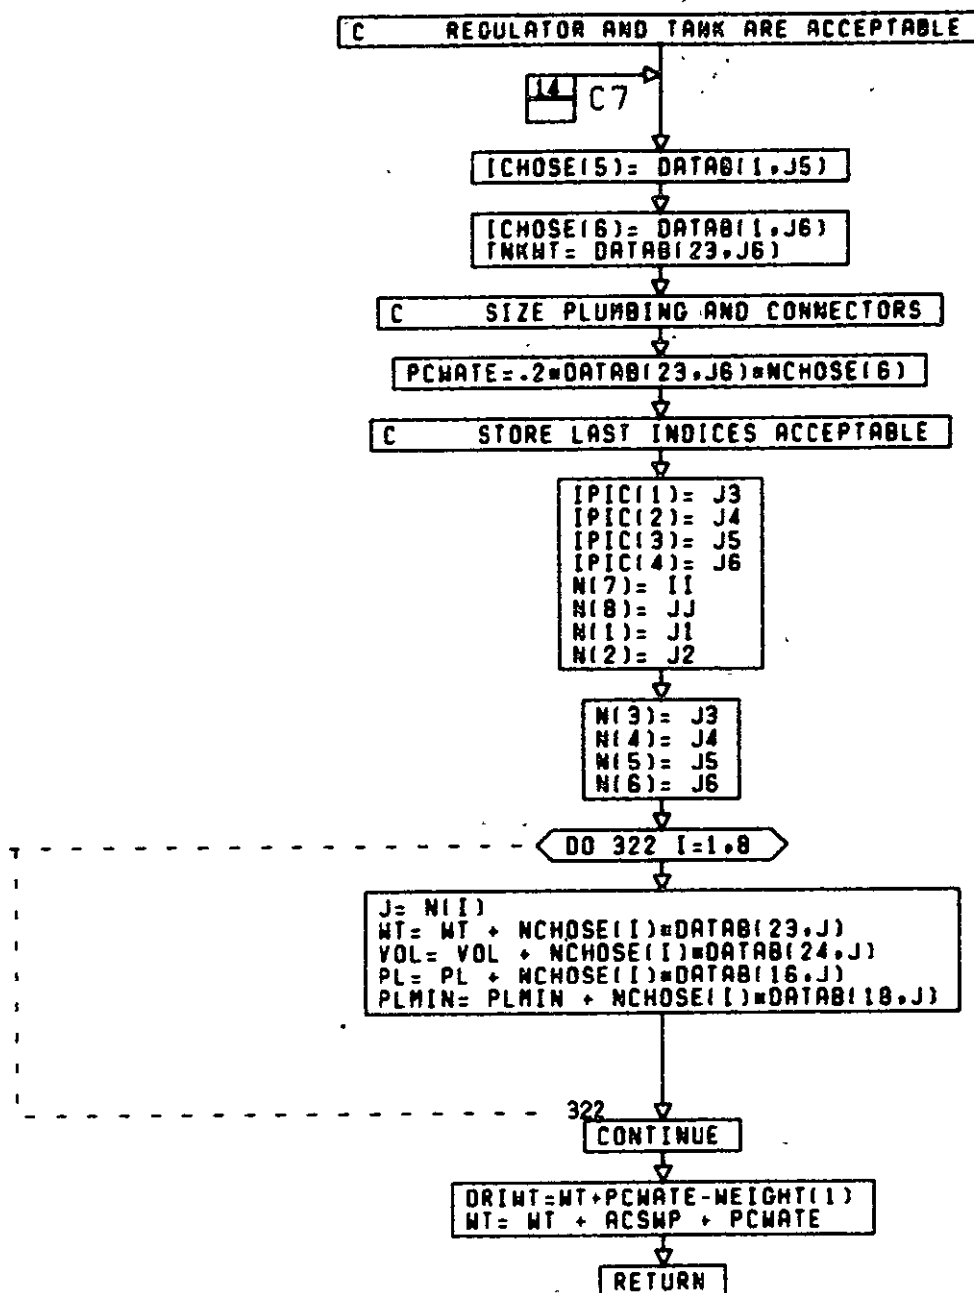 C REGULATOR AND TANK ARE ACCEPTABLE
14 C7
ICHOSE(5)= DATAB(1,J5)
ICHOSE(6)= DATAB(1,J6)
TNKWT= DATAB(23,J6)
C SIZE PLUMBING AND CONNECTORS
PCWATE=.2*DATAB(23,J6)*NCHOSE(6)
C STORE LAST INDICES ACCEPTABLE
IPIC(1)= J3
IPIC(2)= J4
IPIC(3)= J5
IPIC(4)= J6
N(7)= II
N(8)= JJ
N(1)= J1
N(2)= J2
N(3)= J3
N(4)= J4
N(5)= J5
N(6)= J6
DO 322 I=1,8
J= N(I)
WT= WT + NCHOSE(I)*DATAB(23,J)
VOL= VOL + NCHOSE(I)*DATAB(24,J)
PL= PL + NCHOSE(I)*DATAB(16,J)
PLMIN= PLMIN + NCHOSE(I)*DATAB(18,J)
322
CONTINUE
DRIWT=WT+PCWATE-WEIGHT(1)
WT= WT + ACSWP + PCWATE
RETURN